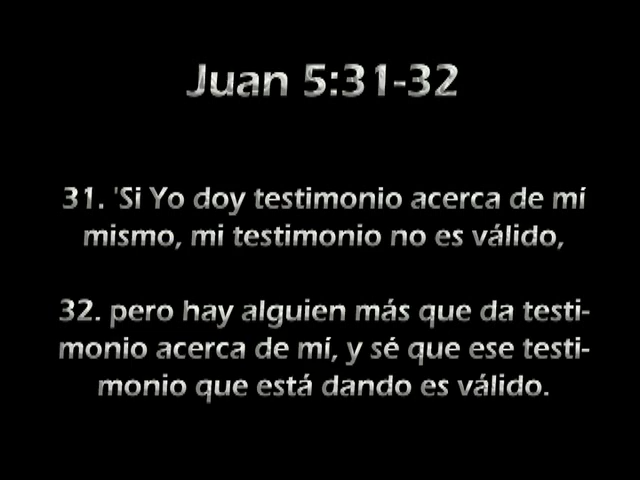 Juan 5:31-32
31. 'Si Yo doy testimonio acerca de mí
mismo, mi testimonio no es válido,
32. pero hay alguien más que da testi-
monio acerca de mí, y sé que ese testi-
monio que está dando es válido.